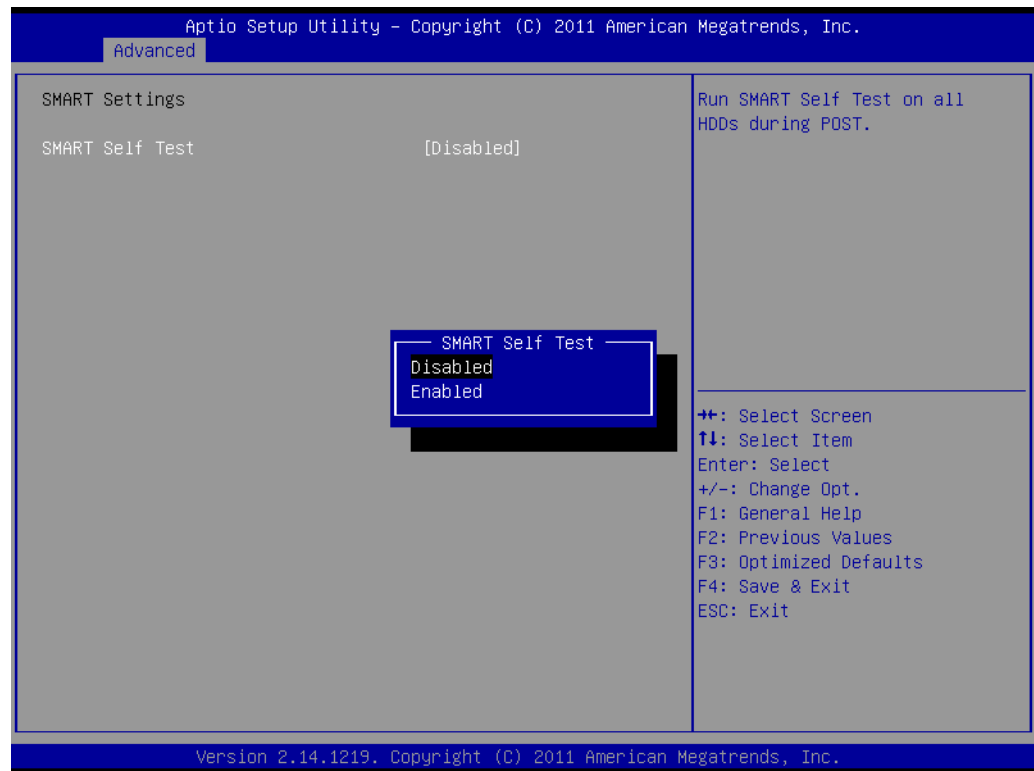 Aptio Setup Utility – Copyright (C) 2011 American Megatrends, Inc.
Advanced
SMART Settings
SMART Self Test [Disabled]
Run SMART Self Test on all
HDDs during POST.
SMART Self Test
Disabled
Enabled
→←: Select Screen
↑↓: Select Item
Enter: Select
+/-: Change Opt.
F1: General Help
F2: Previous Values
F3: Optimized Defaults
F4: Save & Exit
ESC: Exit
Version 2.14.1219. Copyright (C) 2011 American Megatrends, Inc.